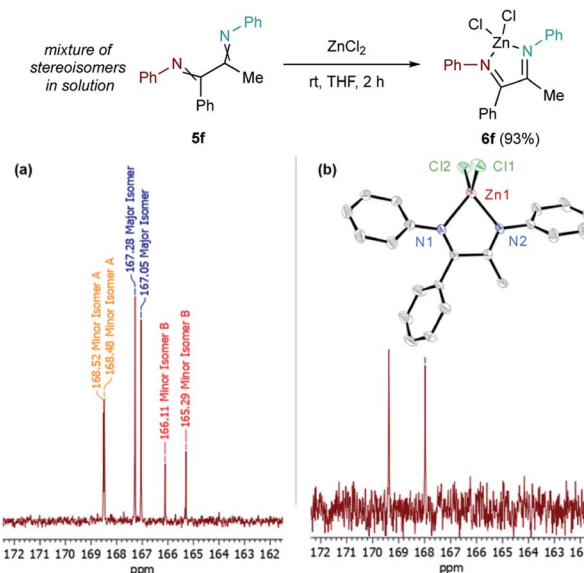 mixture of
stereoisomers
in solution
Ph
N
N
Ph
Me
Ph
5f
ZnCl2
rt, THF, 2 h
Cl
Cl
Zn
Ph
N
N
Ph
Ph
Me
6f (93%)
(a)
168.52 Minor Isomer A
168.48 Minor Isomer A
167.28 Major Isomer
167.05 Major Isomer
166.11 Minor Isomer B
165.29 Minor Isomer B
172 171 170 169 168 167 166 165 164 163 162
ppm
(b)
Cl2 Cl1
Zn1
N1 N2
172 171 170 169 168 167 166 165 164 163
ppm